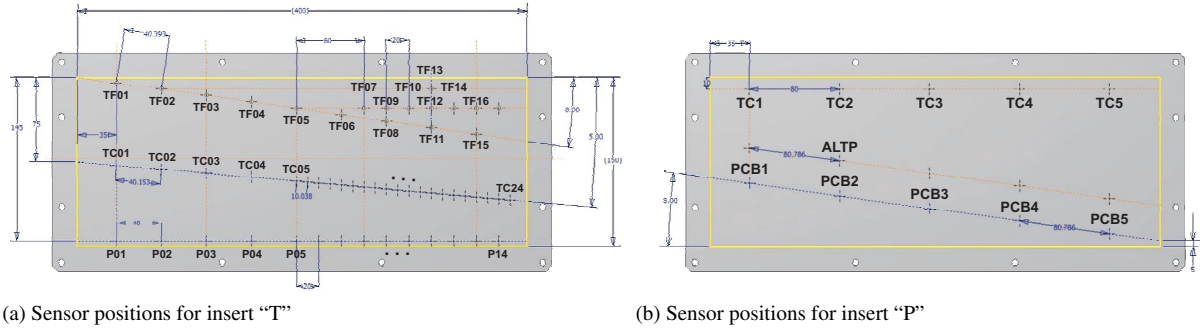 (400)
40.393
60
(20)
TF13
TF07 TF10 TF14
TF01 TF02 TF03 TF04 TF05 TF09 TF12 TF16
TF06 TF08 TF11 TF15
145
75
35
8.00
5.00
(150)
TC01 TC02 TC03 TC04 TC05 ... TC24
40.153
10.038
40
P01 P02 P03 P04 P05 ... P14
(20)
(a) Sensor positions for insert “T”
35
10
TC1 TC2 TC3 TC4 TC5
80
ALTP
80.786
PCB1 PCB2 PCB3 PCB4 PCB5
8.00
80.786
5
(b) Sensor positions for insert “P”